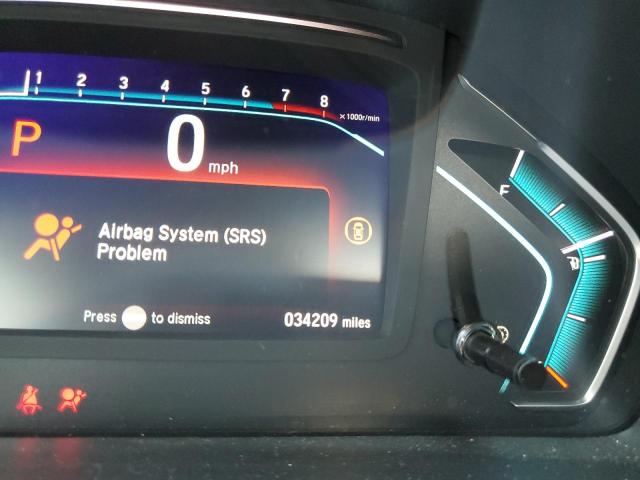 1 2 3 4 5 6 7 8
x1000r/min
P 0 mph
F
Airbag System (SRS)
Problem
Press to dismiss
034209 miles